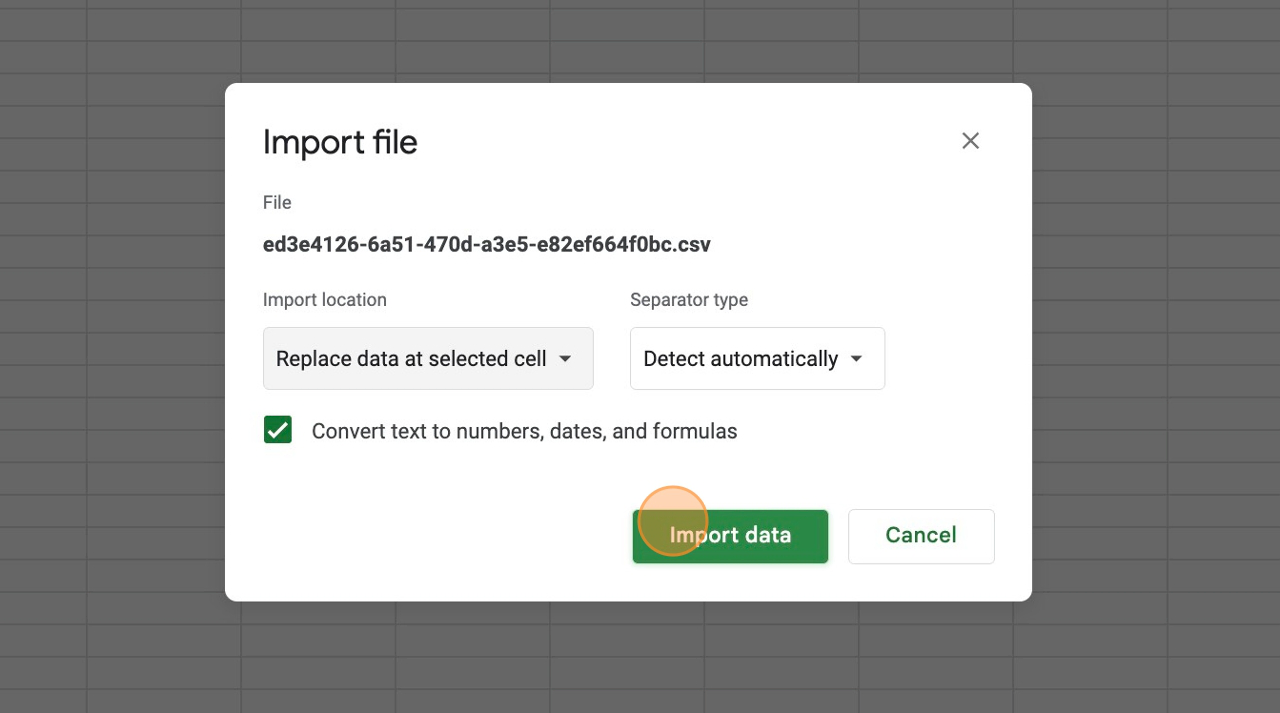 Import file
File
ed3e4126-6a51-470d-a3e5-e82ef664f0bc.csv
Import location
Separator type
Replace data at selected cell
Detect automatically
Convert text to numbers, dates, and formulas
Import data
Cancel